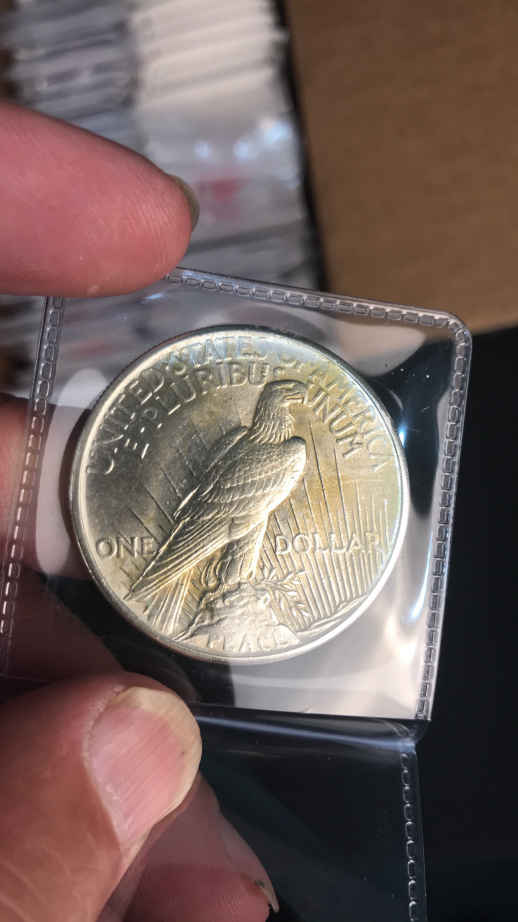 UNITED STATES OF AMERICA
E·PLURIBUS UNUM
ONE DOLLAR
PEACE